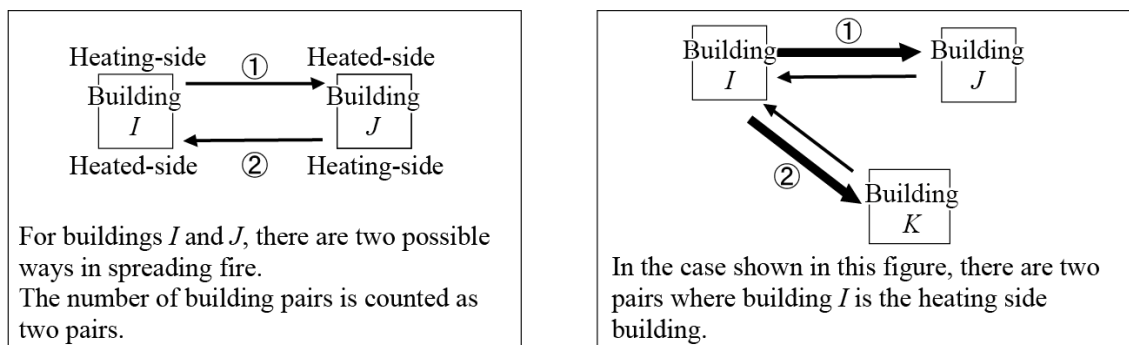 Heating-side Heated-side
①
Building Building
I J
②
Heated-side Heating-side
For buildings I and J, there are two possible
ways in spreading fire.
The number of building pairs is counted as
two pairs.
①
Building Building
I J
②
Building
K
In the case shown in this figure, there are two
pairs where building I is the heating side
building.